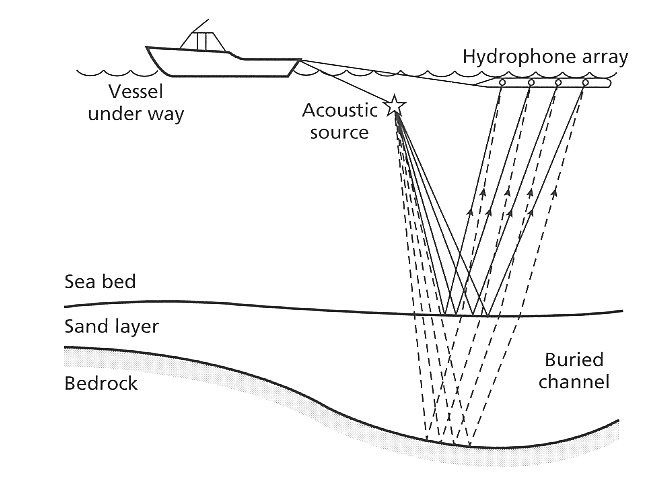 Hydrophone array
Vessel
under way
Acoustic
source
Sea bed
Sand layer
Bedrock
Buried
channel